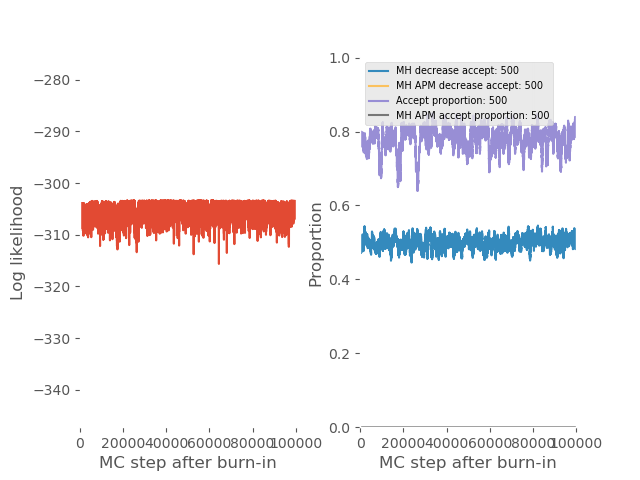 −280
−290
−300
−310
−320
−330
−340
Log likelihood
0 20000 40000 60000 80000 100000
MC step after burn-in
1.0
0.8
0.6
0.4
0.2
0.0
Proportion
MH decrease accept: 500
MH APM decrease accept: 500
Accept proportion: 500
MH APM accept proportion: 500
0 20000 40000 60000 80000 100000
MC step after burn-in